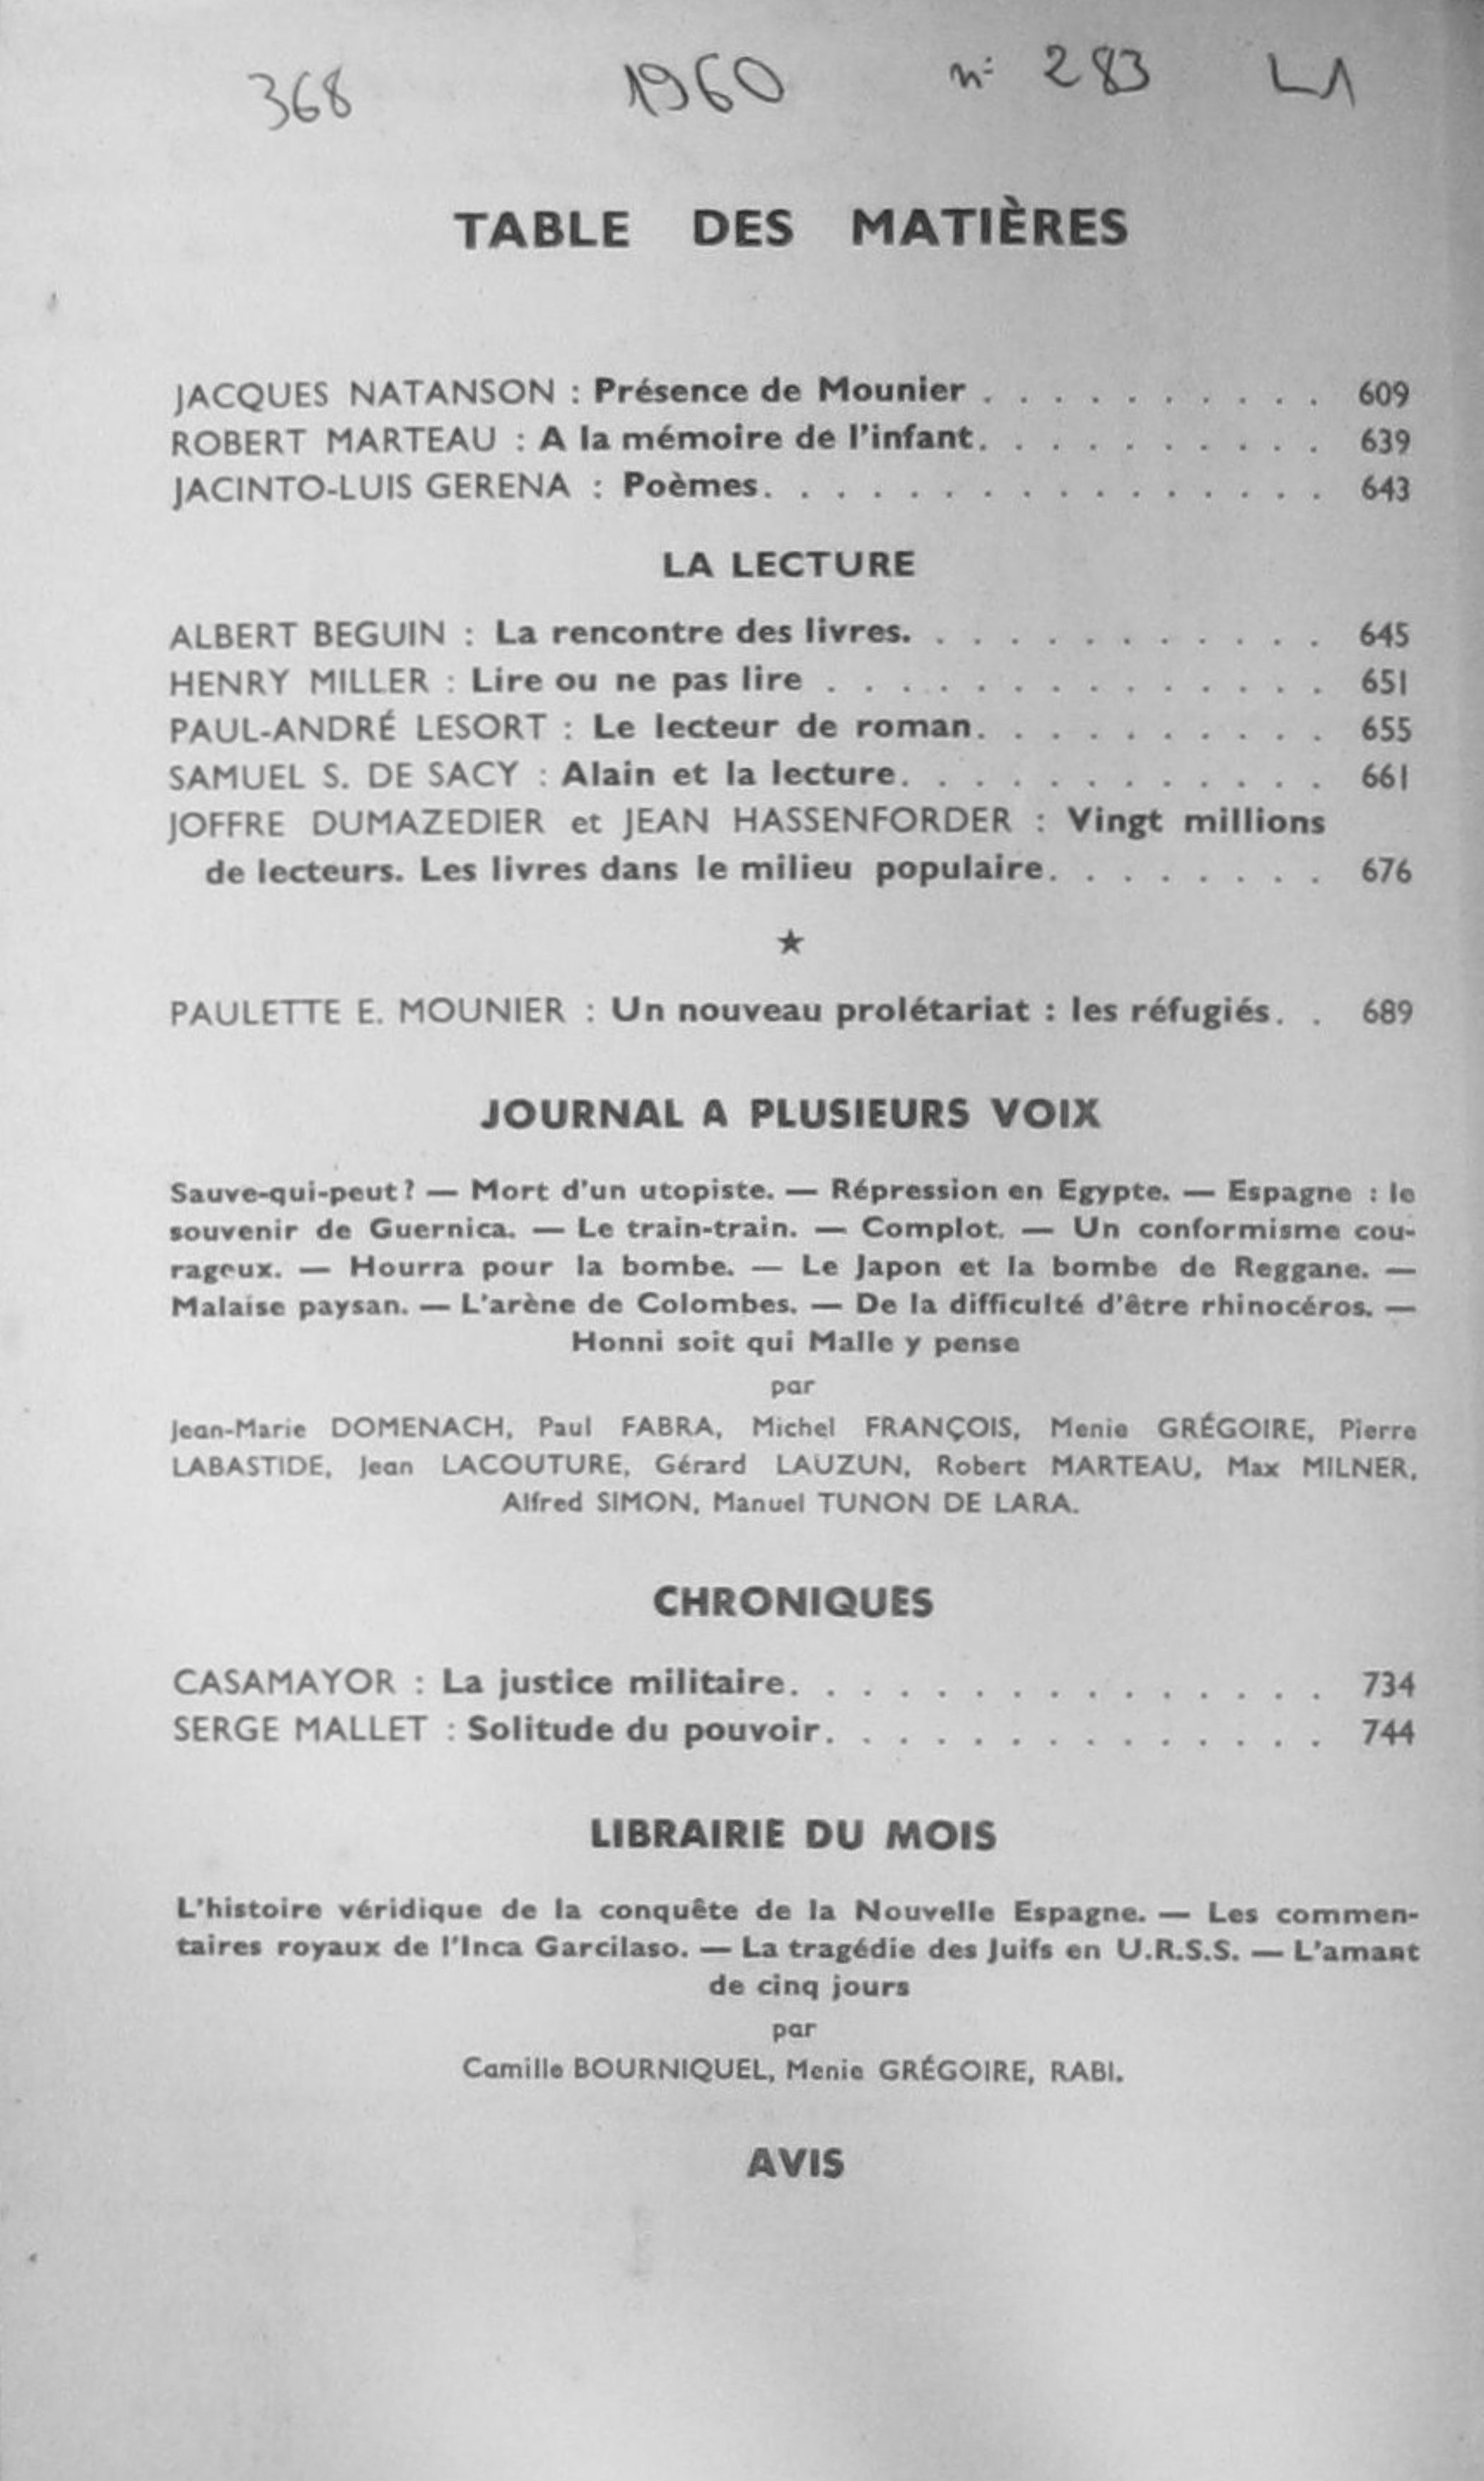 368 1960 n° 283 L1
TABLE DES MATIÈRES
JACQUES NATANSON : Présence de Mounier . . . . . . . . . . 609
ROBERT MARTEAU : A la mémoire de l'infant. . . . . . . . . . 639
JACINTO-LUIS GERENA : Poèmes. . . . . . . . . . . . . . . . 643
LA LECTURE
ALBERT BEGUIN : La rencontre des livres. . . . . . . . . . . . 645
HENRY MILLER : Lire ou ne pas lire . . . . . . . . . . . . . . 651
PAUL-ANDRÉ LESORT : Le lecteur de roman. . . . . . . . . . 655
SAMUEL S. DE SACY : Alain et la lecture. . . . . . . . . . . . 661
JOFFRE DUMAZEDIER et JEAN HASSENFORDER : Vingt millions
de lecteurs. Les livres dans le milieu populaire. . . . . . . . 676
★
PAULETTE E. MOUNIER : Un nouveau prolétariat : les réfugiés. . 689
JOURNAL A PLUSIEURS VOIX
Sauve-qui-peut ? — Mort d'un utopiste. — Répression en Egypte. — Espagne : le
souvenir de Guernica. — Le train-train. — Complot. — Un conformisme cou-
rageux. — Hourra pour la bombe. — Le Japon et la bombe de Reggane. —
Malaise paysan. — L'arène de Colombes. — De la difficulté d'être rhinocéros. —
Honni soit qui Malle y pense
par
Jean-Marie DOMENACH, Paul FABRA, Michel FRANÇOIS, Menie GRÉGOIRE, Pierre
LABASTIDE, Jean LACOUTURE, Gérard LAUZUN, Robert MARTEAU, Max MILNER,
Alfred SIMON, Manuel TUNON DE LARA.
CHRONIQUES
CASAMAYOR : La justice militaire. . . . . . . . . . . . . . . 734
SERGE MALLET : Solitude du pouvoir. . . . . . . . . . . . . . 744
LIBRAIRIE DU MOIS
L'histoire véridique de la conquête de la Nouvelle Espagne. — Les commen-
taires royaux de l'Inca Garcilaso. — La tragédie des Juifs en U.R.S.S. — L'amant
de cinq jours
par
Camille BOURNIQUEL, Menie GRÉGOIRE, RABI.
AVIS